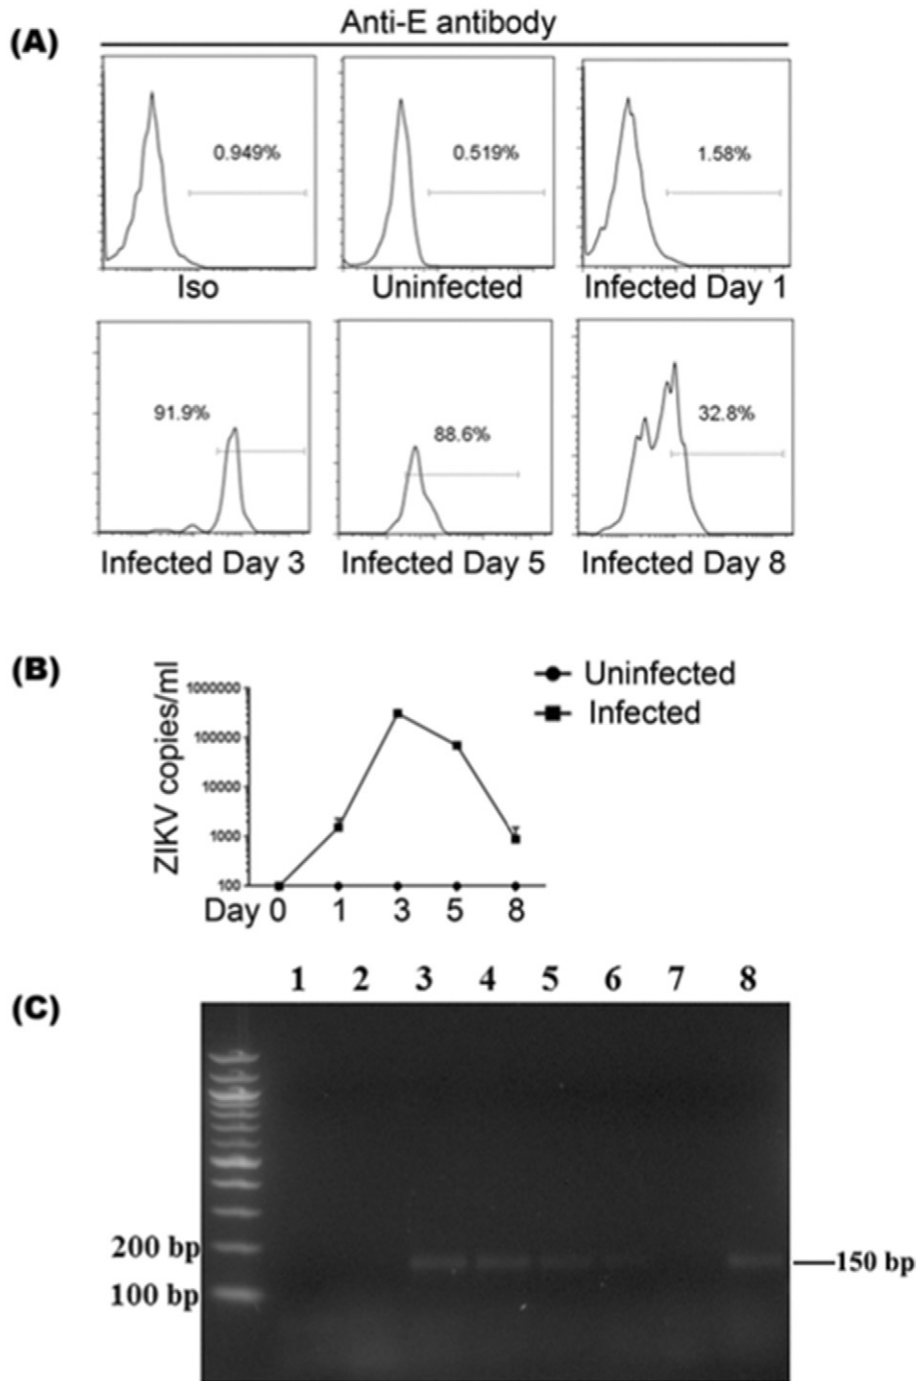 (A)
Anti-E antibody
0.949%
0.519%
1.58%
Iso
Uninfected
Infected Day 1
91.9%
88.6%
32.8%
Infected Day 3
Infected Day 5
Infected Day 8
(B)
ZIKV copies/ml
1000000
100000
10000
1000
100
Day 0 1 3 5 8
Uninfected
Infected
(C)
1 2 3 4 5 6 7 8
200 bp
150 bp
100 bp